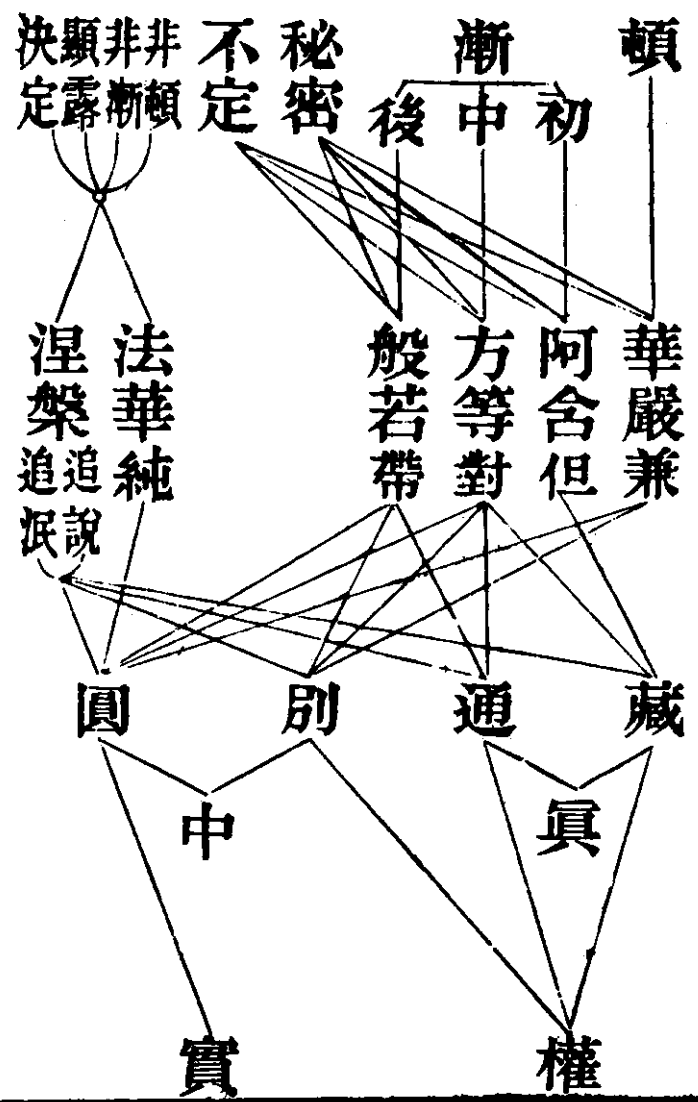 頓
漸
初
中
後
秘密
不定
非頓
非漸
顯露
決定
華嚴兼
阿含但
方等對
般若帶
法華純
涅槃
追說
追泯
藏
通
別
圓
眞
中
權
實